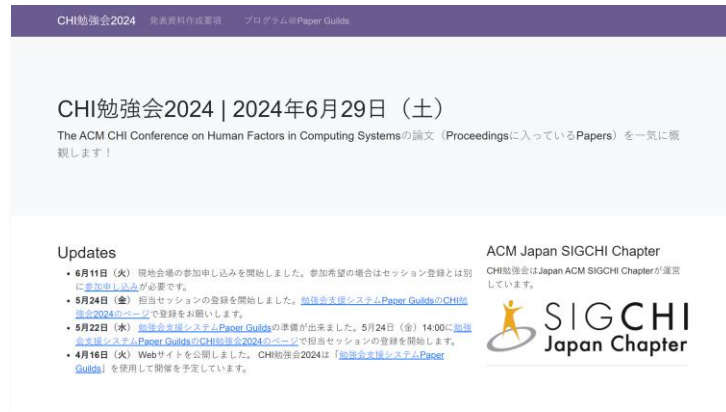 CHI勉強会2024 発表資料作成要項 プログラム@Paper Guilds
CHI勉強会2024 | 2024年6月29日（土）
The ACM CHI Conference on Human Factors in Computing Systemsの論文（Proceedingsに入っているPapers）を一気に概
観します！
Updates
• 6月11日（火） 現地会場の参加申し込みを開始しました。参加希望の場合はセッション登録とは別
に参加申し込みが必要です。
• 5月24日（金） 担当セッションの登録を開始しました。勉強会支援システムPaper GuildsのCHI勉
強会2024のページで登録をお願いします。
• 5月22日（水） 勉強会支援システムPaper Guildsの準備が出来ました。5月24日（金）14:00に勉強
会支援システムPaper GuildsのCHI勉強会2024のページで担当セッションの登録を開始します。
• 4月16日（火） Webサイトを公開しました。 CHI勉強会2024は「勉強会支援システムPaper
Guilds」を使用して開催を予定しています。
ACM Japan SIGCHI Chapter
CHI勉強会はJapan ACM SIGCHI Chapterが運営
しています。
SIGCHI
Japan Chapter